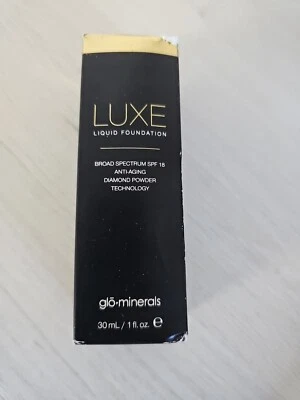 LUXE
LIQUID FOUNDATION
BROAD SPECTRUM SPF 18
ANTI-AGING
DIAMOND POWDER
TECHNOLOGY
glō·minerals
30 mL / 1 fl. oz. ℮